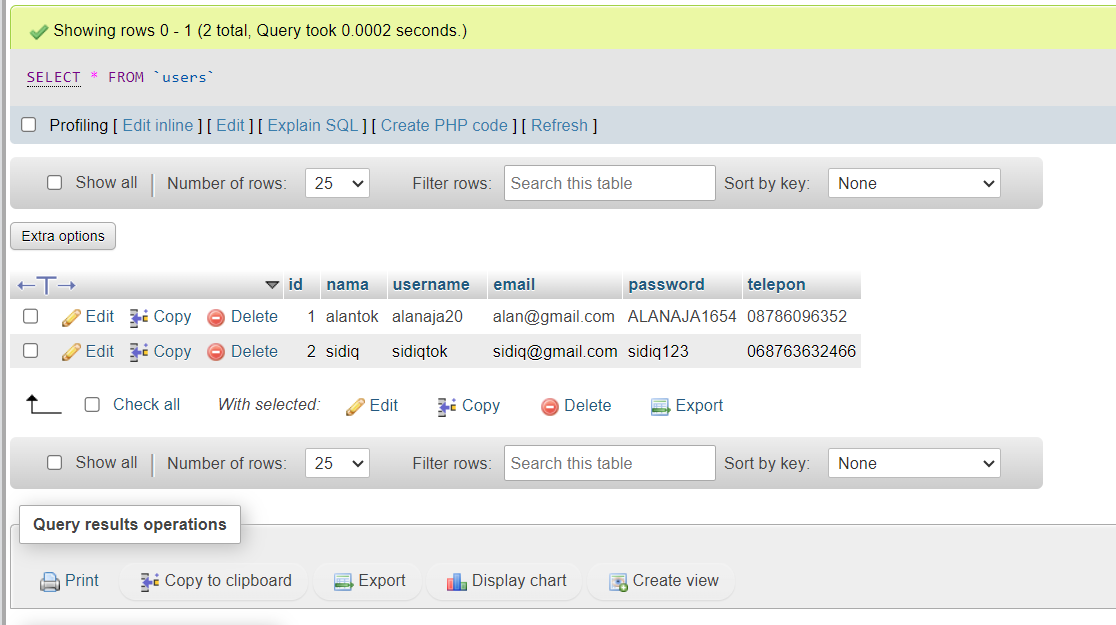 Showing rows 0 - 1 (2 total, Query took 0.0002 seconds.)
SELECT * FROM `users`
Profiling [ Edit inline ] [ Edit ] [ Explain SQL ] [ Create PHP code ] [ Refresh ]
Show all | Number of rows: 25 Filter rows: Search this table Sort by key: None
Extra options
←T→ id nama username email password telepon
Edit Copy Delete 1 alantok alanaja20 alan@gmail.com ALANAJA1654 08786096352
Edit Copy Delete 2 sidiq sidiqtok sidiq@gmail.com sidiq123 068763632466
Check all With selected: Edit Copy Delete Export
Show all | Number of rows: 25 Filter rows: Search this table Sort by key: None
Query results operations
Print Copy to clipboard Export Display chart Create view